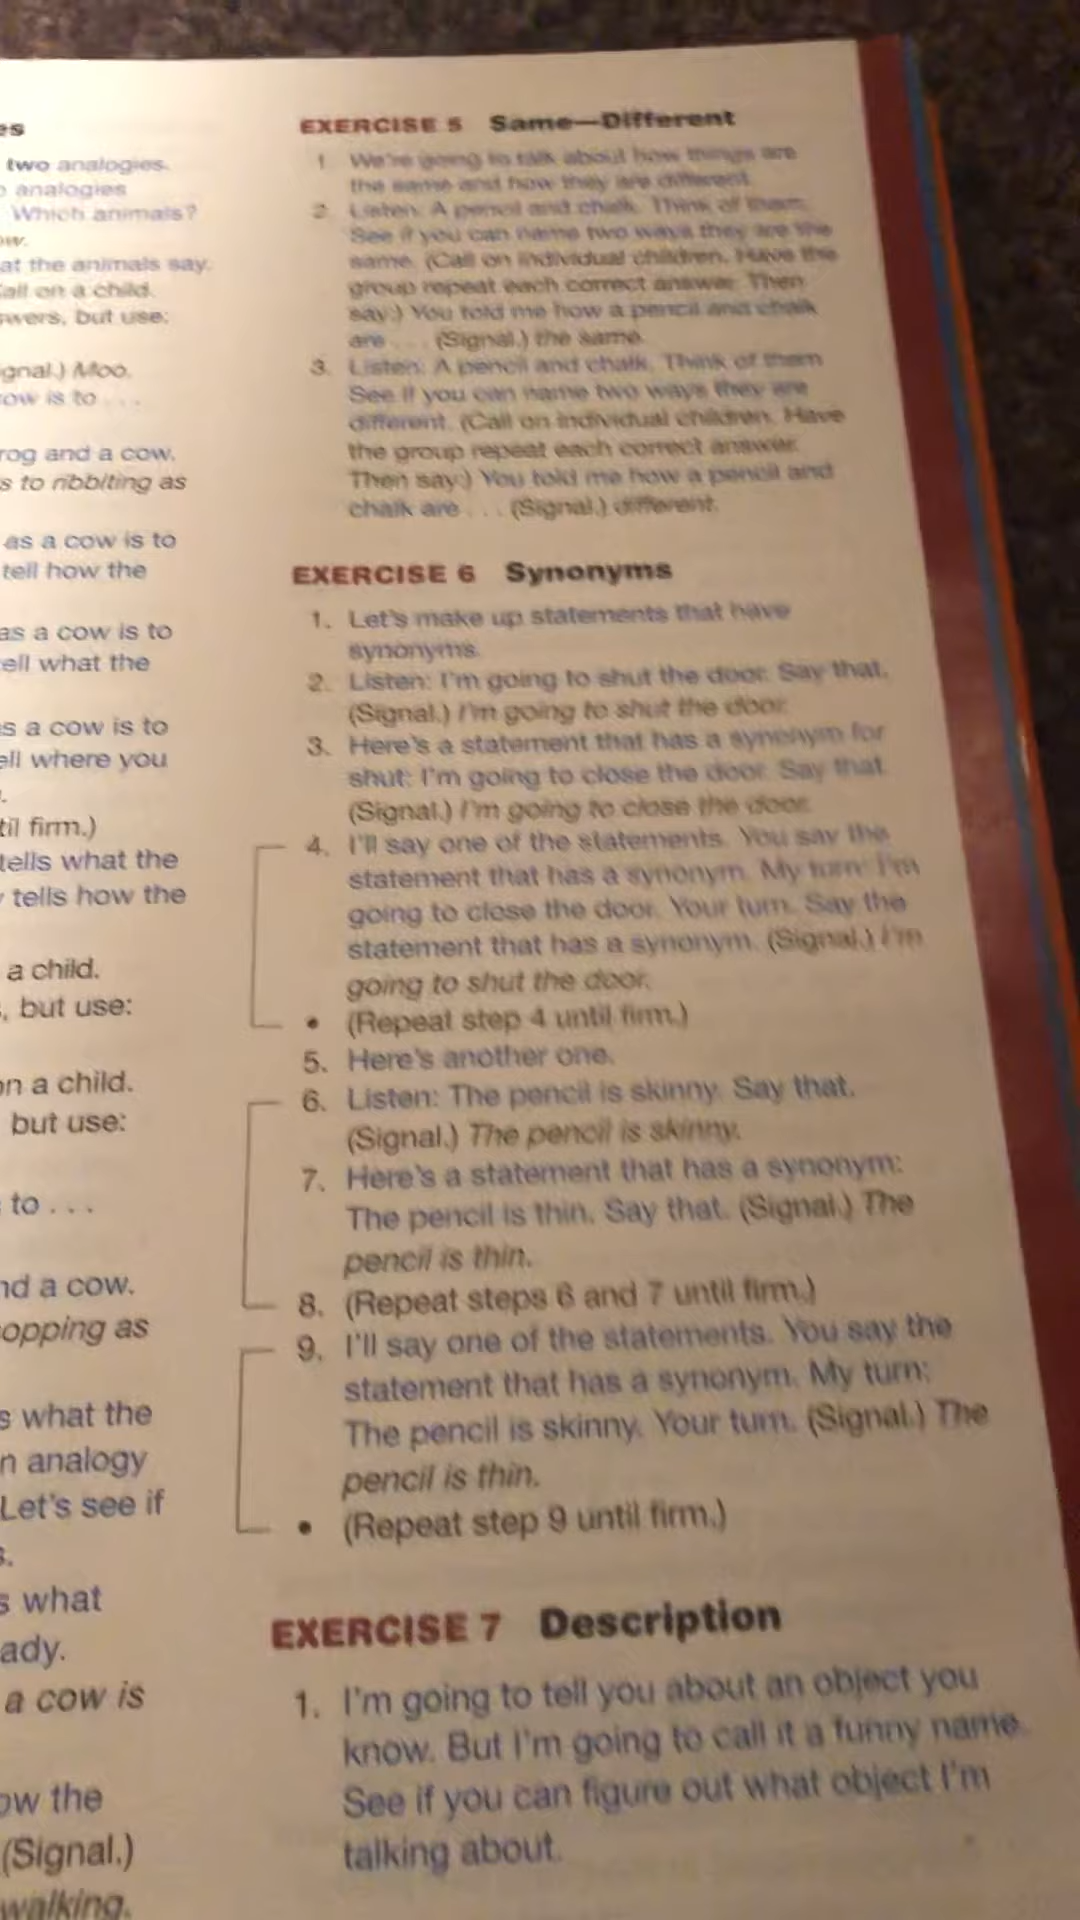 es
two analogies.
analogies
Which animals?
ow.
at the animals say.
all on a child.
swers, but use:
gnal.) Moo.
ow is to . . .
rog and a cow.
s to ribbiting as
as a cow is to
tell how the
as a cow is to
ell what the
s a cow is to
ell where you
.
til firm.)
tells what the
y tells how the
a child.
, but use:
on a child.
but use:
to . . .
nd a cow.
opping as
s what the
n analogy
Let's see if
s.
s what
ady.
a cow is
ow the
(Signal.)
walking.
EXERCISE 5 Same—Different
1. We're going to talk about how things are
the same and how they are different.
2. Listen: A pencil and chalk. Think of them.
See if you can name two ways they are the
same. (Call on individual children. Have the
group repeat each correct answer. Then
say:) You told me how a pencil and chalk
are . . . (Signal.) the same.
3. Listen: A pencil and chalk. Think of them.
See if you can name two ways they are
different. (Call on individual children. Have
the group repeat each correct answer.
Then say:) You told me how a pencil and
chalk are . . . (Signal.) different.
EXERCISE 6 Synonyms
1. Let's make up statements that have
synonyms.
2. Listen: I'm going to shut the door. Say that.
(Signal.) I'm going to shut the door.
3. Here's a statement that has a synonym for
shut: I'm going to close the door. Say that.
(Signal.) I'm going to close the door.
4. I'll say one of the statements. You say the
statement that has a synonym. My turn: I'm
going to close the door. Your turn. Say the
statement that has a synonym. (Signal.) I'm
going to shut the door.
• (Repeat step 4 until firm.)
5. Here's another one.
6. Listen: The pencil is skinny. Say that.
(Signal.) The pencil is skinny.
7. Here's a statement that has a synonym:
The pencil is thin. Say that. (Signal.) The
pencil is thin.
8. (Repeat steps 6 and 7 until firm.)
9. I'll say one of the statements. You say the
statement that has a synonym. My turn:
The pencil is skinny. Your turn. (Signal.) The
pencil is thin.
• (Repeat step 9 until firm.)
EXERCISE 7 Description
1. I'm going to tell you about an object you
know. But I'm going to call it a funny name.
See if you can figure out what object I'm
talking about.